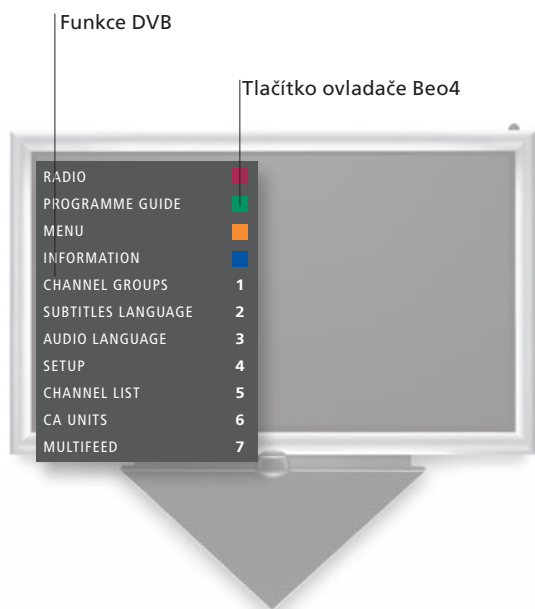 Funkce DVB
Tlačítko ovladače Beo4
RADIO
PROGRAMME GUIDE
MENU
INFORMATION
CHANNEL GROUPS 1
SUBTITLES LANGUAGE 2
AUDIO LANGUAGE 3
SETUP 4
CHANNEL LIST 5
CA UNITS 6
MULTIFEED 7